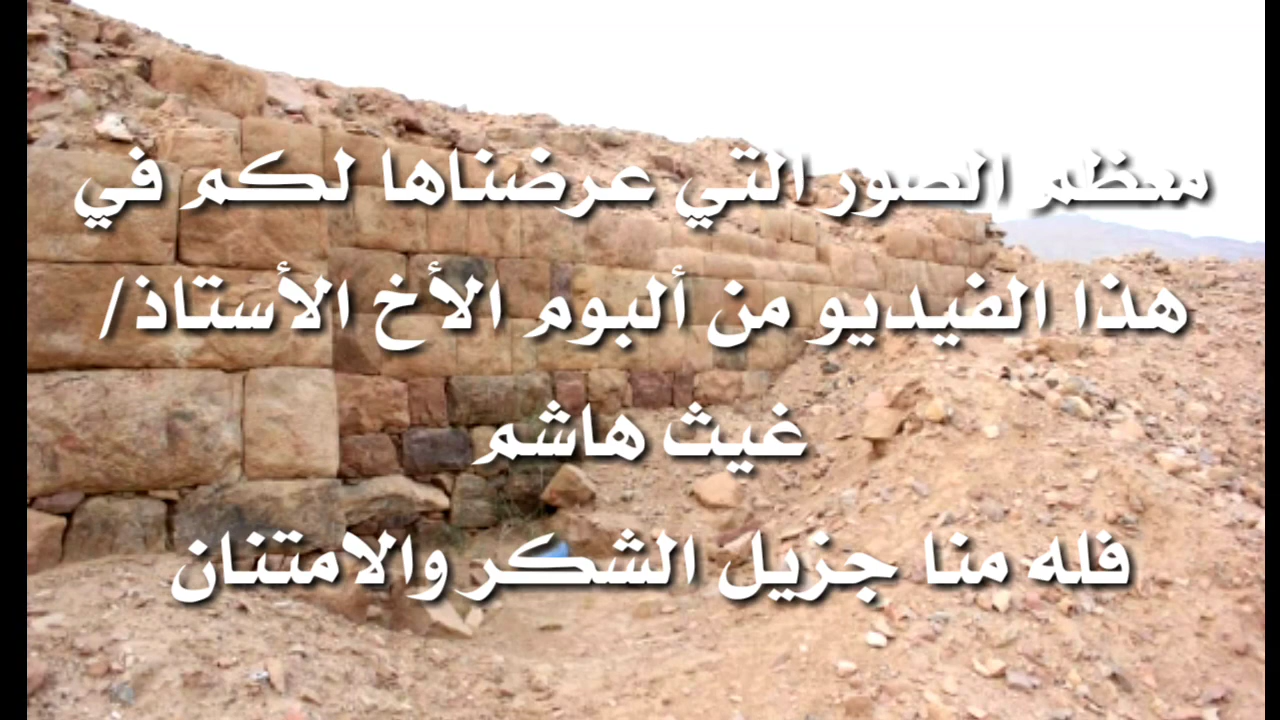 معظم الصور التي عرضناها لكم في
هذا الفيديو من ألبوم الأخ الأستاذ/
غيث هاشم
فله منا جزيل الشكر والامتنان